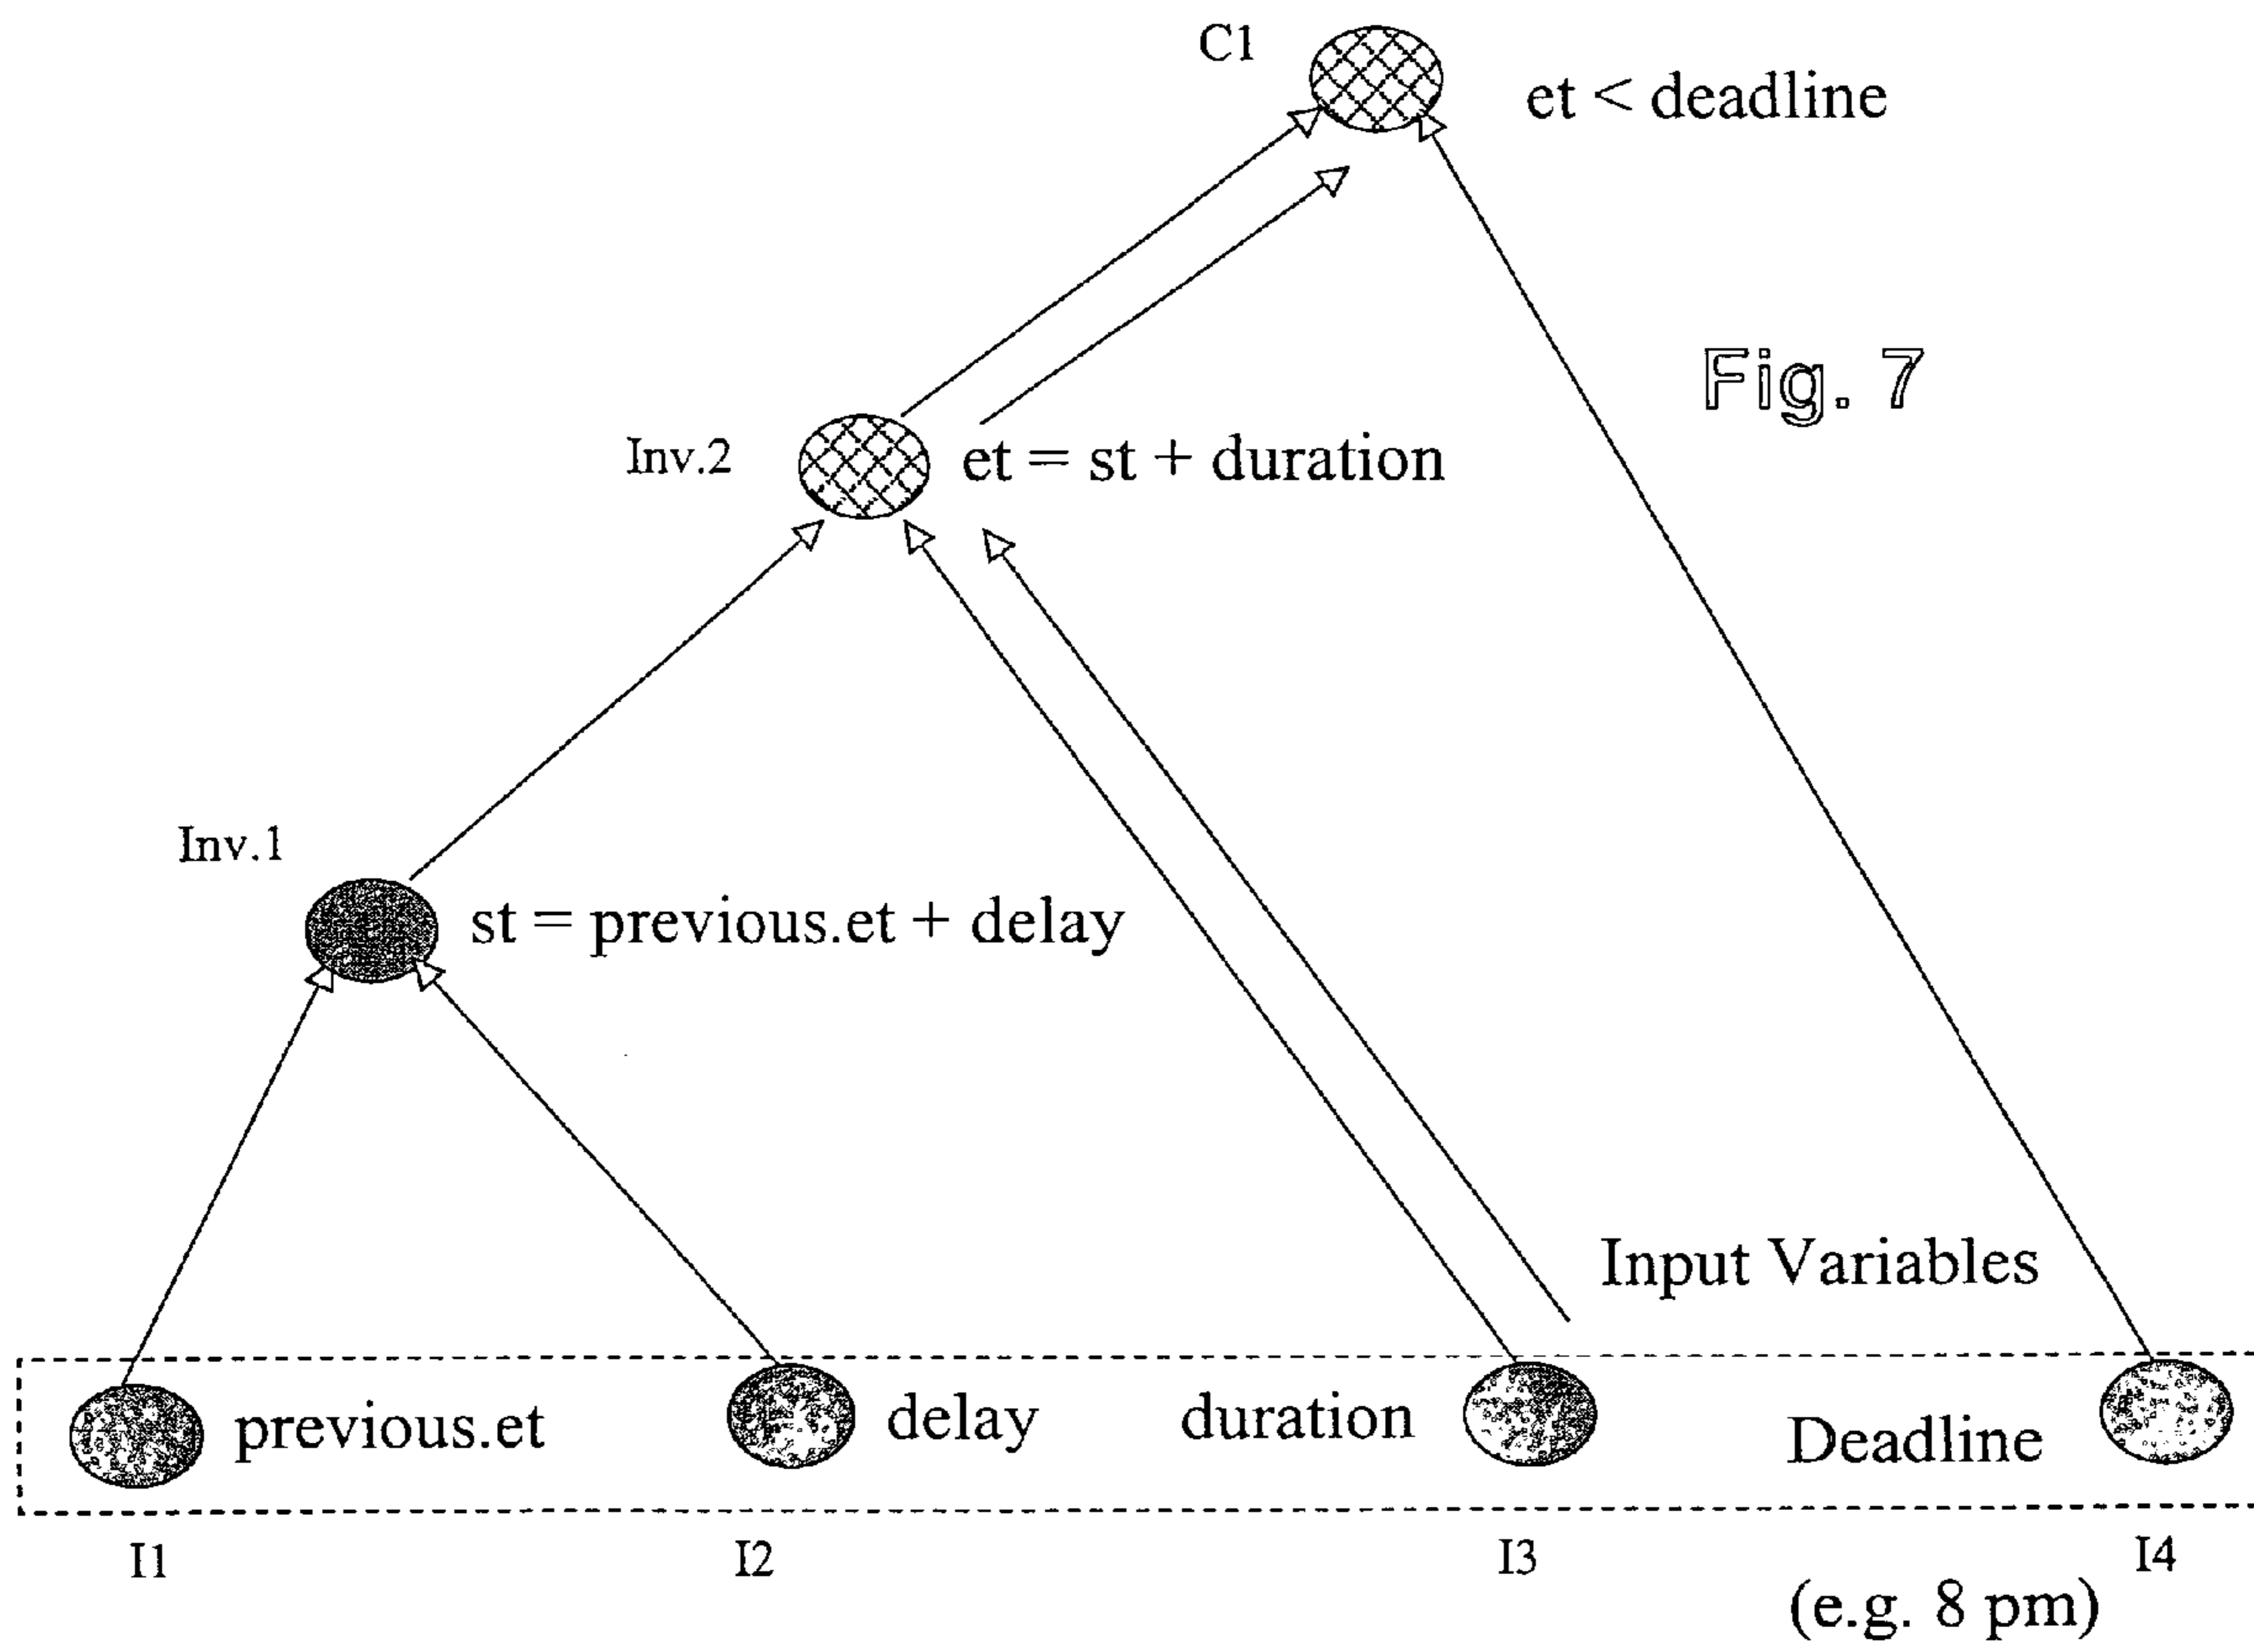 C1
et < deadline
Fig. 7
Inv.2
et = st + duration
Inv.1
st = previous.et + delay
Input Variables
previous.et
delay
duration
Deadline
I1
I2
I3
I4
(e.g. 8 pm)